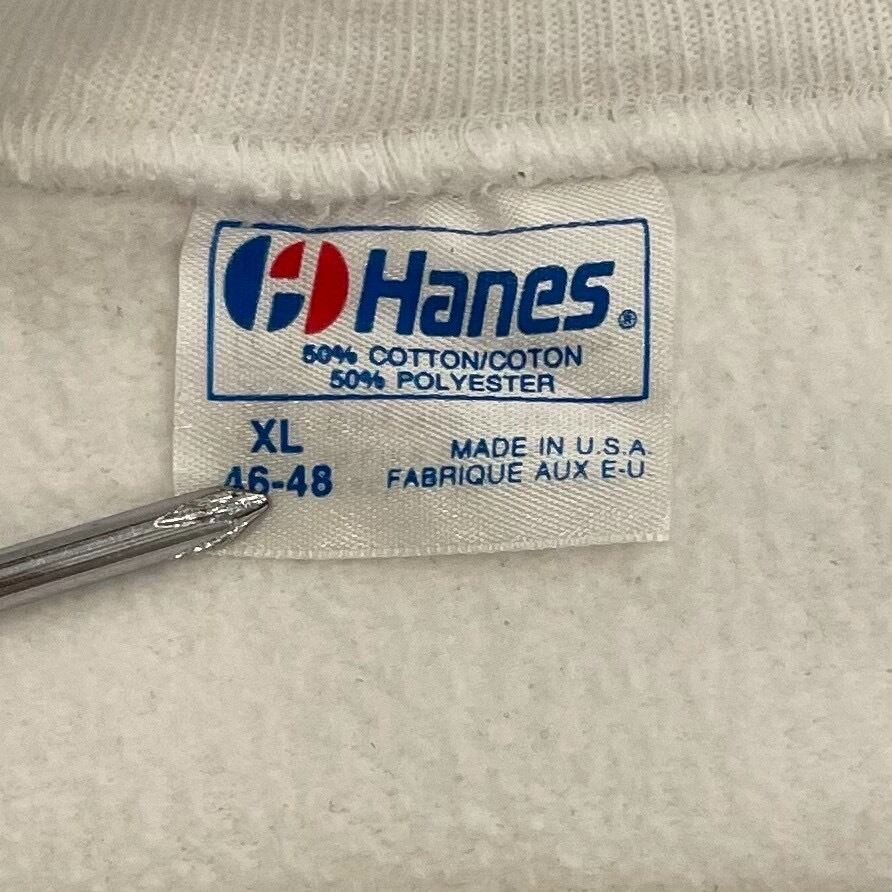 Hanes®
50% COTTON/COTON
50% POLYESTER
XL
46-48
MADE IN U.S.A.
FABRIQUE AUX E-U